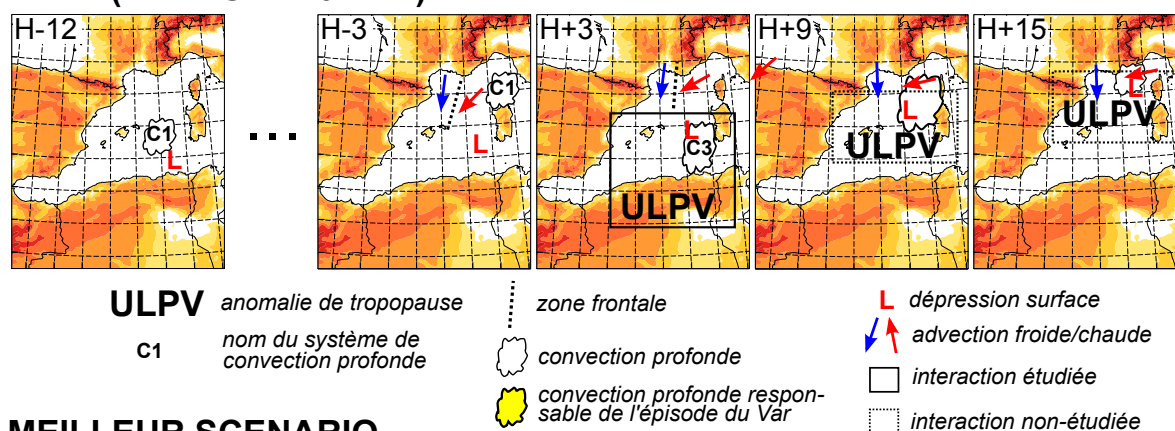 H-12
H-3
H+3
H+9
H+15
C1
L
...
C1
L
L
C3
ULPV
L
ULPV
L
ULPV
ULPV anomalie de tropopause
C1 nom du système de
convection profonde
zone frontale
convection profonde
convection profonde respon-
sable de l'épisode du Var
L dépression surface
advection froide/chaude
interaction étudiée
interaction non-étudiée
MEILLEUR SCENARIO